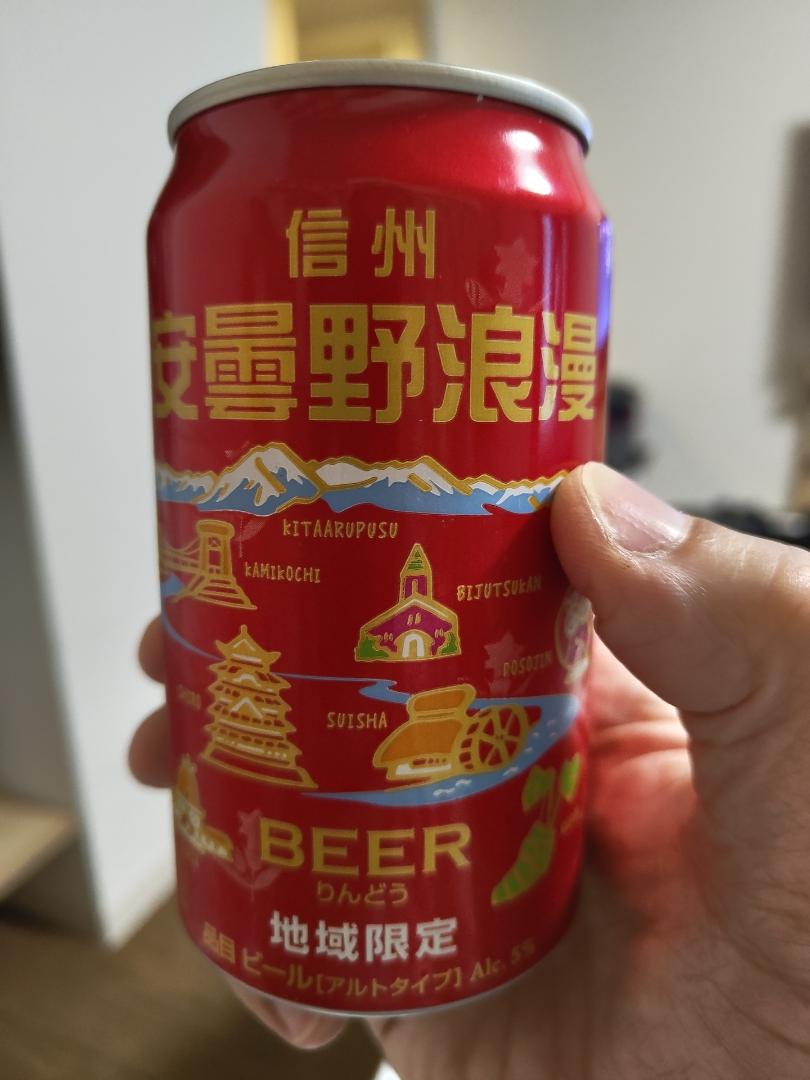 信州
安曇野浪漫
KITAARUPUSU
KAMIKOCHI
BIJUTSUKAN
DOSOJIN
SHIRO
SUISHA
BEER
りんどう
地域限定
品目 ビール[アルトタイプ] Alc. 5%